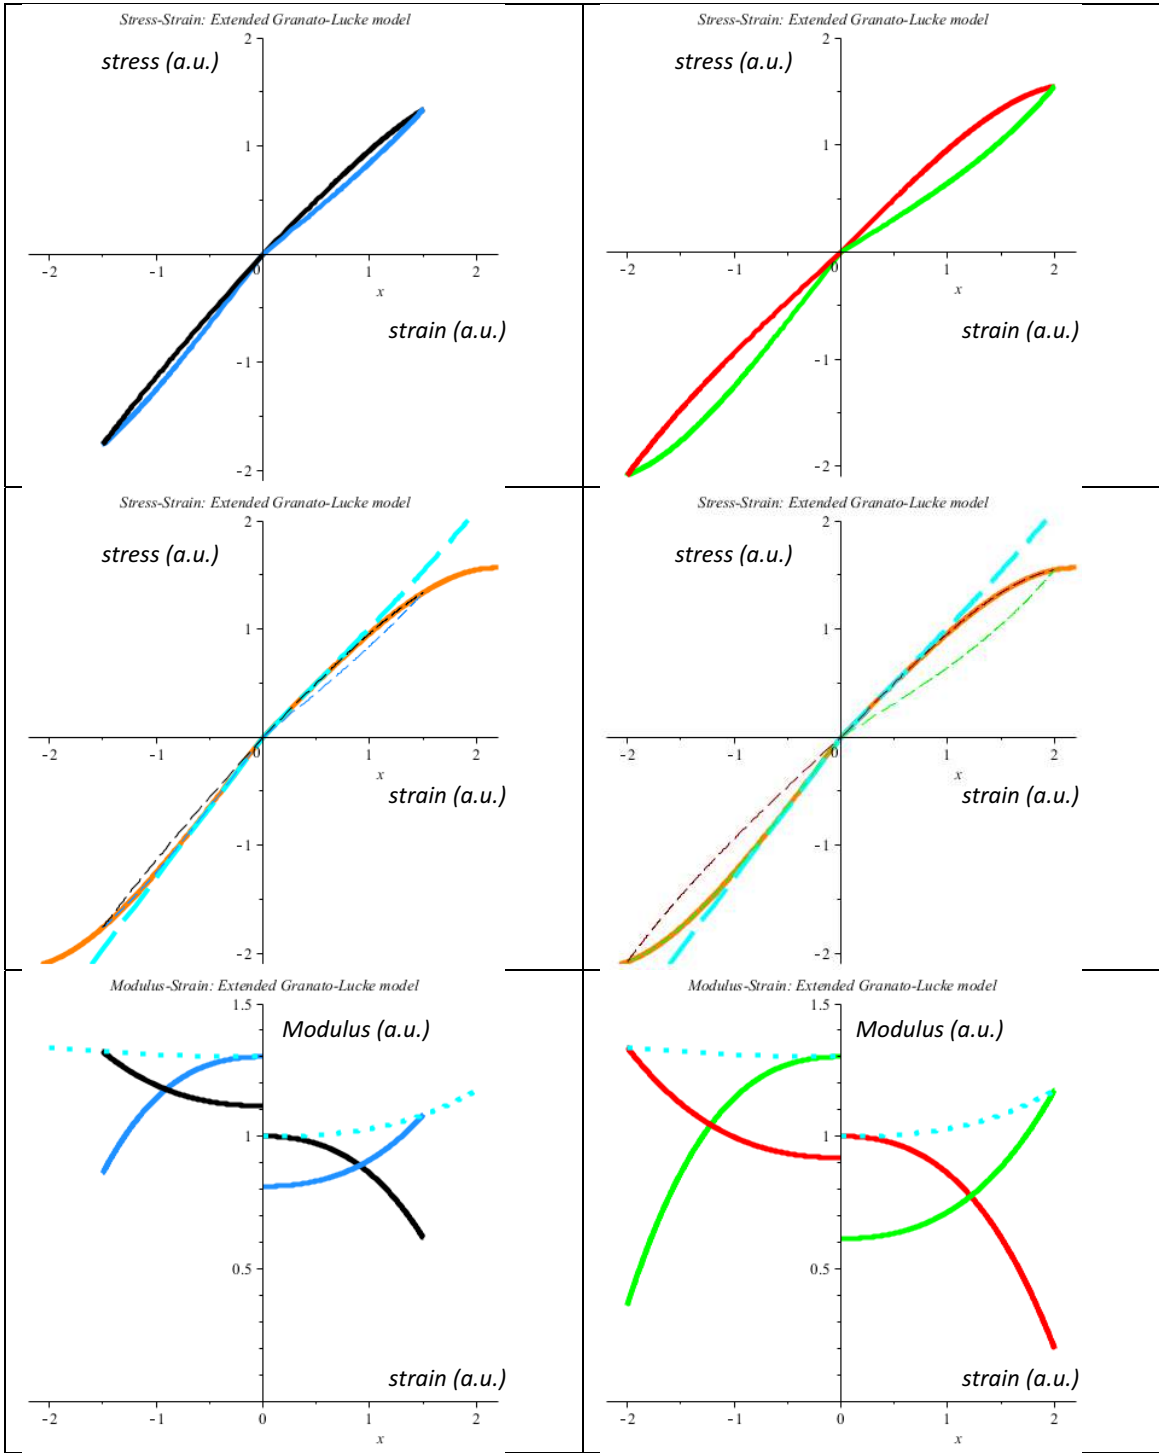 Stress-Strain: Extended Granato-Lucke model
stress (a.u.)
2
1
-2
-1
0
1
2
x
strain (a.u.)
-1
-2
Stress-Strain: Extended Granato-Lucke model
stress (a.u.)
2
1
-2
-1
0
1
2
x
strain (a.u.)
-1
-2
Stress-Strain: Extended Granato-Lucke model
stress (a.u.)
2
1
-2
-1
0
1
2
x
strain (a.u.)
-1
-2
Stress-Strain: Extended Granato-Lucke model
stress (a.u.)
2
1
-2
-1
0
1
2
x
strain (a.u.)
-1
-2
Modulus-Strain: Extended Granato-Lucke model
1.5
Modulus (a.u.)
1
0.5
strain (a.u.)
-2
-1
0
1
2
x
Modulus-Strain: Extended Granato-Lucke model
1.5
Modulus (a.u.)
1
0.5
strain (a.u.)
-2
-1
0
1
2
x